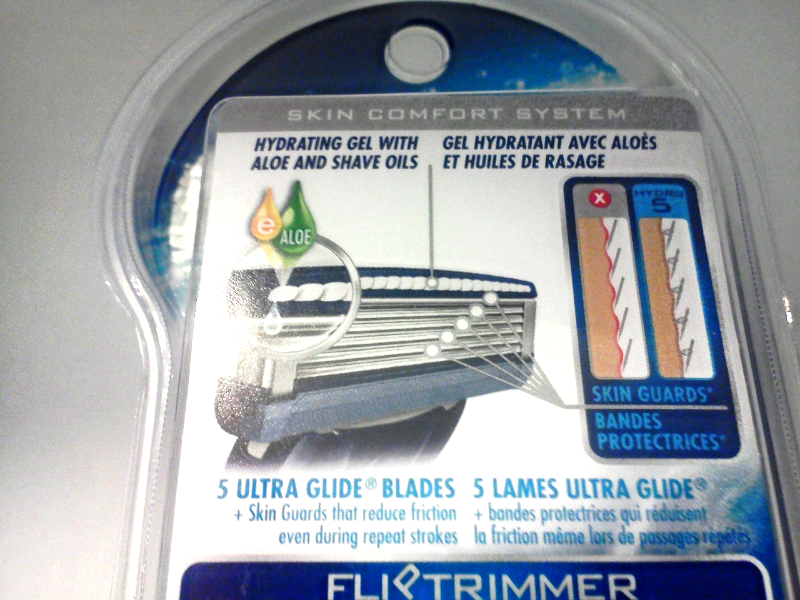 SKIN COMFORT SYSTEM
HYDRATING GEL WITH
ALOE AND SHAVE OILS
GEL HYDRATANT AVEC ALOÈS
ET HUILES DE RASAGE
e
ALOE
X
HYDRO
5
SKIN GUARDS*
BANDES
PROTECTRICES*
5 ULTRA GLIDE® BLADES
+ Skin Guards that reduce friction
even during repeat strokes
5 LAMES ULTRA GLIDE®
+ bandes protectrices qui réduisent
la friction même lors de passages répétés
FLIPTRIMMER